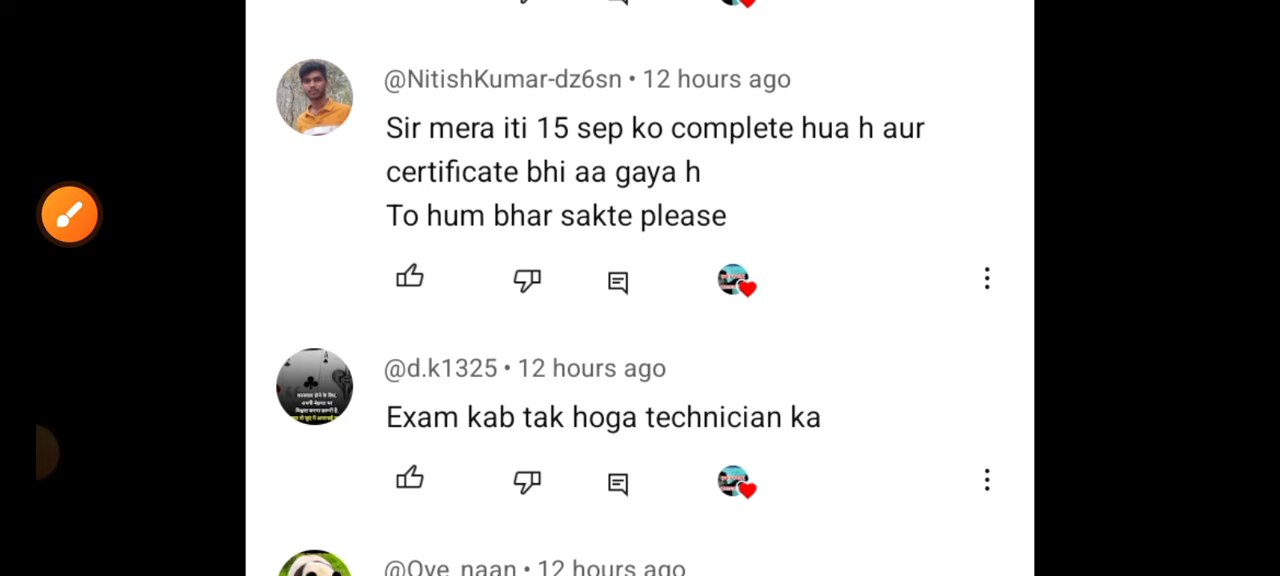 @NitishKumar-dz6sn • 12 hours ago
Sir mera iti 15 sep ko complete hua h aur
certificate bhi aa gaya h
To hum bhar sakte please
@d.k1325 • 12 hours ago
Exam kab tak hoga technician ka
@Oye_naan • 12 hours ago